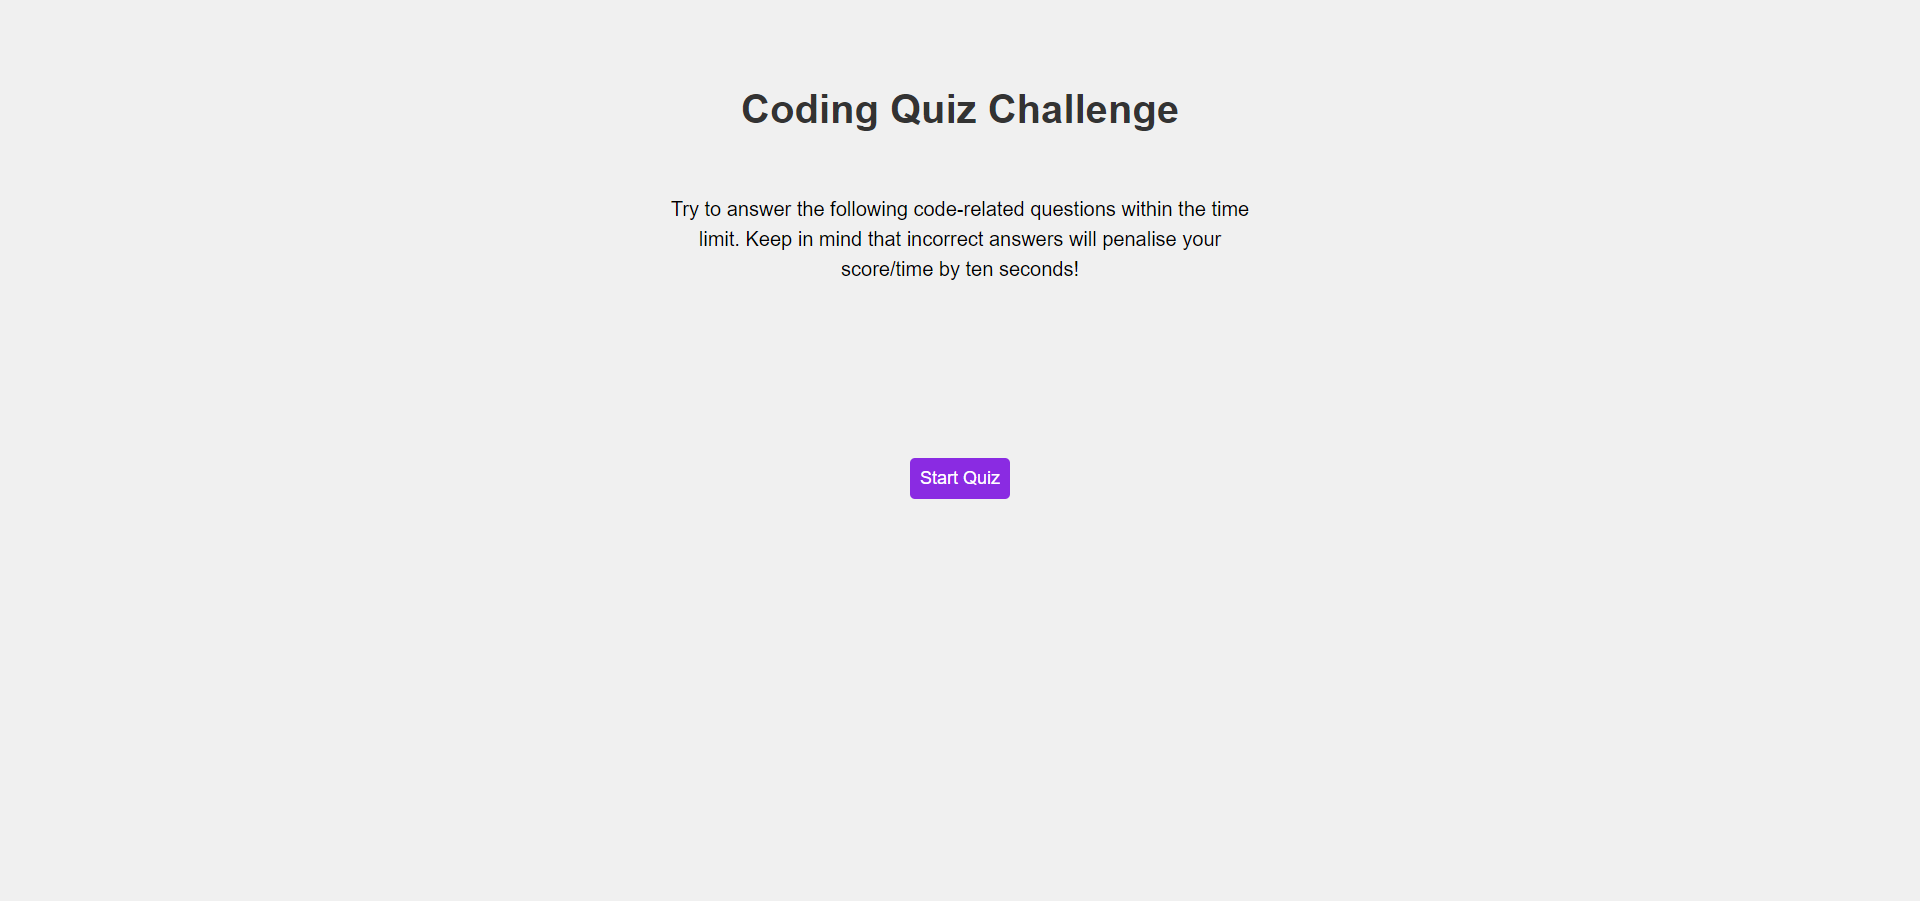 Coding Quiz Challenge
Try to answer the following code-related questions within the time
limit. Keep in mind that incorrect answers will penalise your
score/time by ten seconds!
Start Quiz